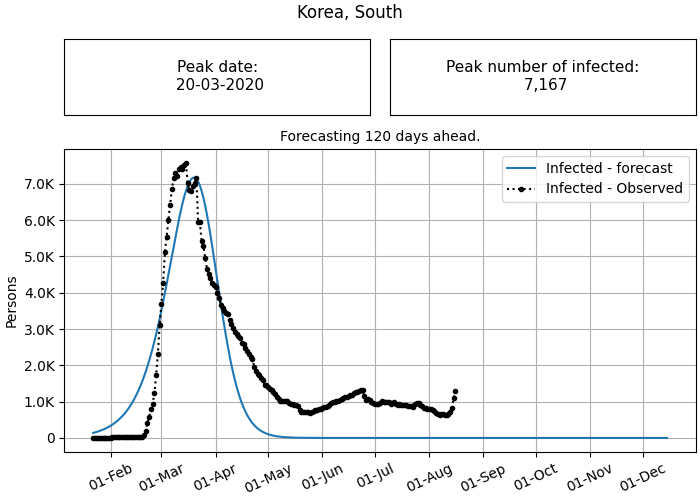 Korea, South
Peak date:
20-03-2020
Peak number of infected:
7,167
Forecasting 120 days ahead.
Infected - forecast
Infected - Observed
Persons
7.0K
6.0K
5.0K
4.0K
3.0K
2.0K
1.0K
0
01-Feb
01-Mar
01-Apr
01-May
01-Jun
01-Jul
01-Aug
01-Sep
01-Oct
01-Nov
01-Dec